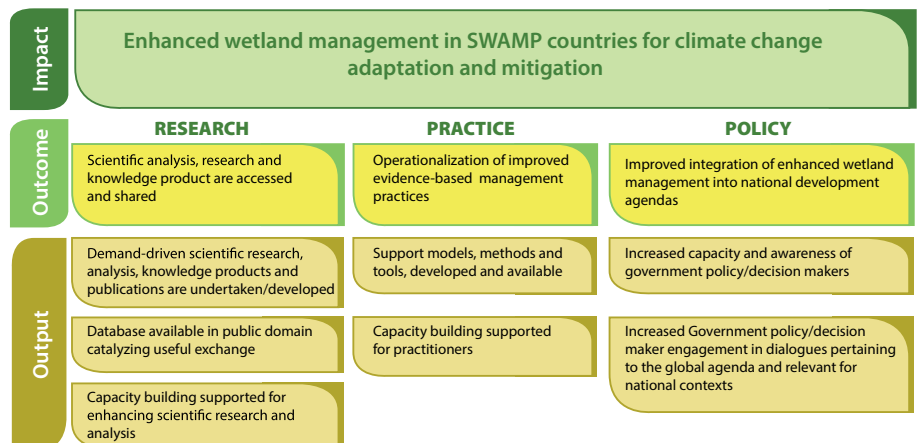 Impact
Enhanced wetland management in SWAMP countries for climate change
adaptation and mitigation
RESEARCH
PRACTICE
POLICY
Outcome
Scientific analysis, research and
knowledge product are accessed
and shared
Operationalization of improved
evidence-based management
practices
Improved integration of enhanced wetland
management into national development
agendas
Output
Demand-driven scientific research,
analysis, knowledge products and
publications are undertaken/developed
Support models, methods and
tools, developed and available
Increased capacity and awareness of
government policy/decision makers
Database available in public domain
catalyzing useful exchange
Capacity building supported
for practitioners
Increased Government policy/decision
maker engagement in dialogues pertaining
to the global agenda and relevant for
national contexts
Capacity building supported for
enhancing scientific research and
analysis